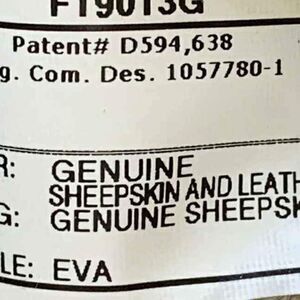 F19013G
Patent# D594,638
g. Com. Des. 1057780-1
R: GENUINE
SHEEPSKIN AND LEATH
G: GENUINE SHEEPSK
LE: EVA